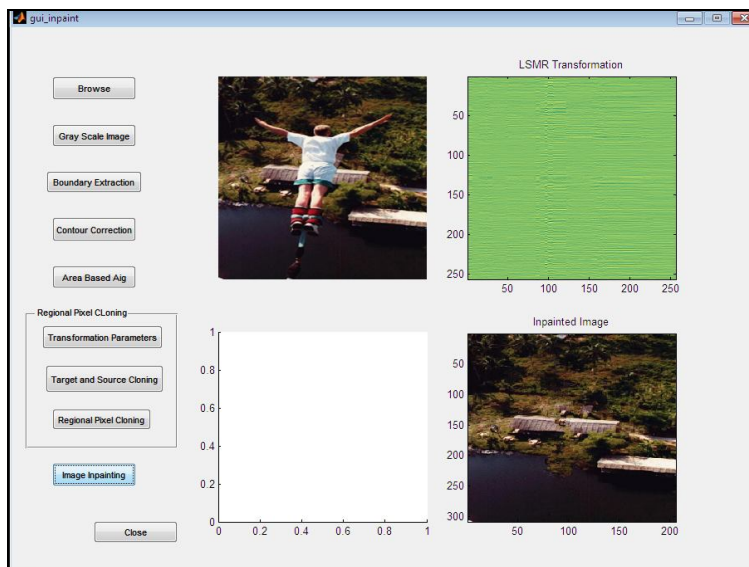 gui_inpaint
Browse
Gray Scale Image
Boundary Extraction
Contour Correction
Area Based Aig
Regional Pixel CLoning
Transformation Parameters
Target and Source Cloning
Regional Pixel Cloning
Image Inpainting
Close
LSMR Transformation
50
100
150
200
250
50 100 150 200 250
1
0.8
0.6
0.4
0.2
0
0 0.2 0.4 0.6 0.8 1
Inpainted Image
50
100
150
200
250
300
50 100 150 200